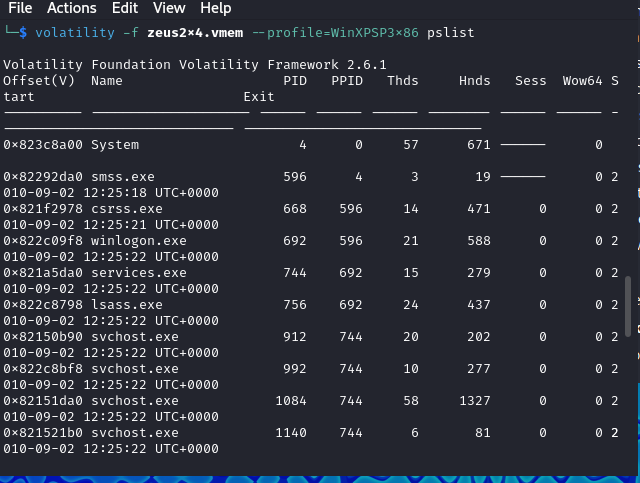 File Actions Edit View Help
└─$ volatility -f zeus2×4.vmem --profile=WinXPSP3×86 pslist
Volatility Foundation Volatility Framework 2.6.1
Offset(V)  Name                    PID   PPID   Thds     Hnds   Sess  Wow64 S
tart                          Exit
---------- -------------------- ------ ------ ------ -------- ------ ------ -
----------------------------- ------------------------------
0×823c8a00 System                    4      0     57      671 ------      0
0×82292da0 smss.exe                596      4      3       19 ------      0 2
010-09-02 12:25:18 UTC+0000
0×821f2978 csrss.exe               668    596     14      471      0      0 2
010-09-02 12:25:21 UTC+0000
0×822c09f8 winlogon.exe            692    596     21      588      0      0 2
010-09-02 12:25:22 UTC+0000
0×821a5da0 services.exe            744    692     15      279      0      0 2
010-09-02 12:25:22 UTC+0000
0×822c8798 lsass.exe               756    692     24      437      0      0 2
010-09-02 12:25:22 UTC+0000
0×82150b90 svchost.exe             912    744     20      202      0      0 2
010-09-02 12:25:22 UTC+0000
0×822c8bf8 svchost.exe             992    744     10      277      0      0 2
010-09-02 12:25:22 UTC+0000
0×82151da0 svchost.exe            1084    744     58     1327      0      0 2
010-09-02 12:25:22 UTC+0000
0×821521b0 svchost.exe            1140    744      6       81      0      0 2
010-09-02 12:25:22 UTC+0000